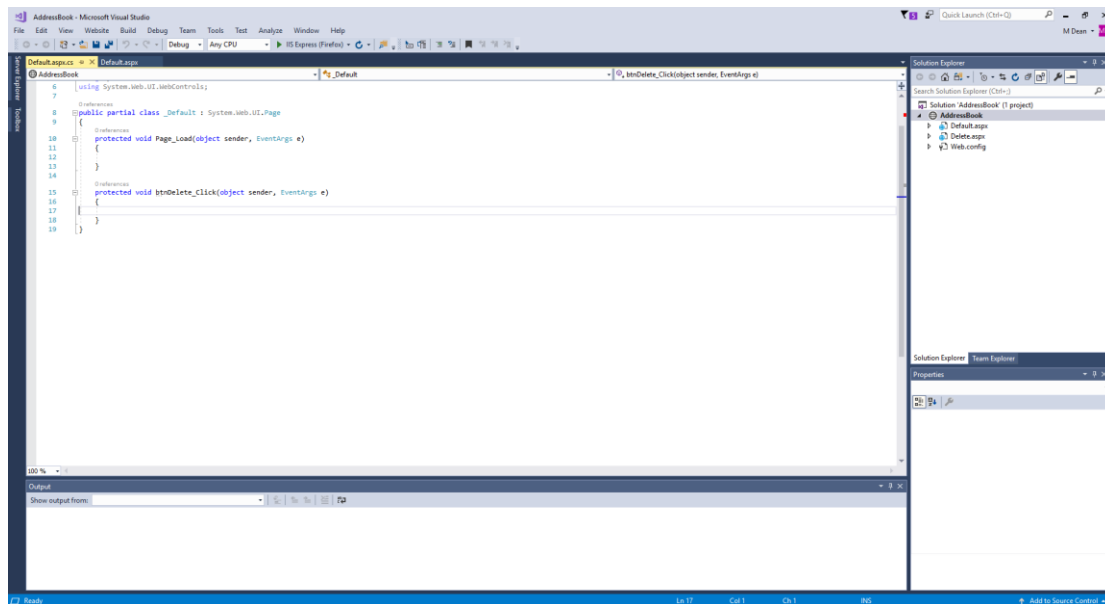 AddressBook - Microsoft Visual Studio
Quick Launch (Ctrl+Q)
File Edit View Website Build Debug Team Tools Test Analyze Window Help
M Dean
Debug Any CPU IIS Express (Firefox)
Server Explorer
Toolbox
Default.aspx.cs Default.aspx
AddressBook _Default btnDelete_Click(object sender, EventArgs e)
6 using System.Web.UI.WebControls;
7
0 references
8 public partial class _Default : System.Web.UI.Page
9 {
0 references
10 protected void Page_Load(object sender, EventArgs e)
11 {
12
13 }
14
0 references
15 protected void btnDelete_Click(object sender, EventArgs e)
16 {
17
18 }
19 }
100 %
Solution Explorer
Search Solution Explorer (Ctrl+;)
Solution 'AddressBook' (1 project)
AddressBook
Default.aspx
Delete.aspx
Web.config
Solution Explorer Team Explorer
Properties
Output
Show output from:
Ready Ln 17 Col 1 Ch 1 INS Add to Source Control